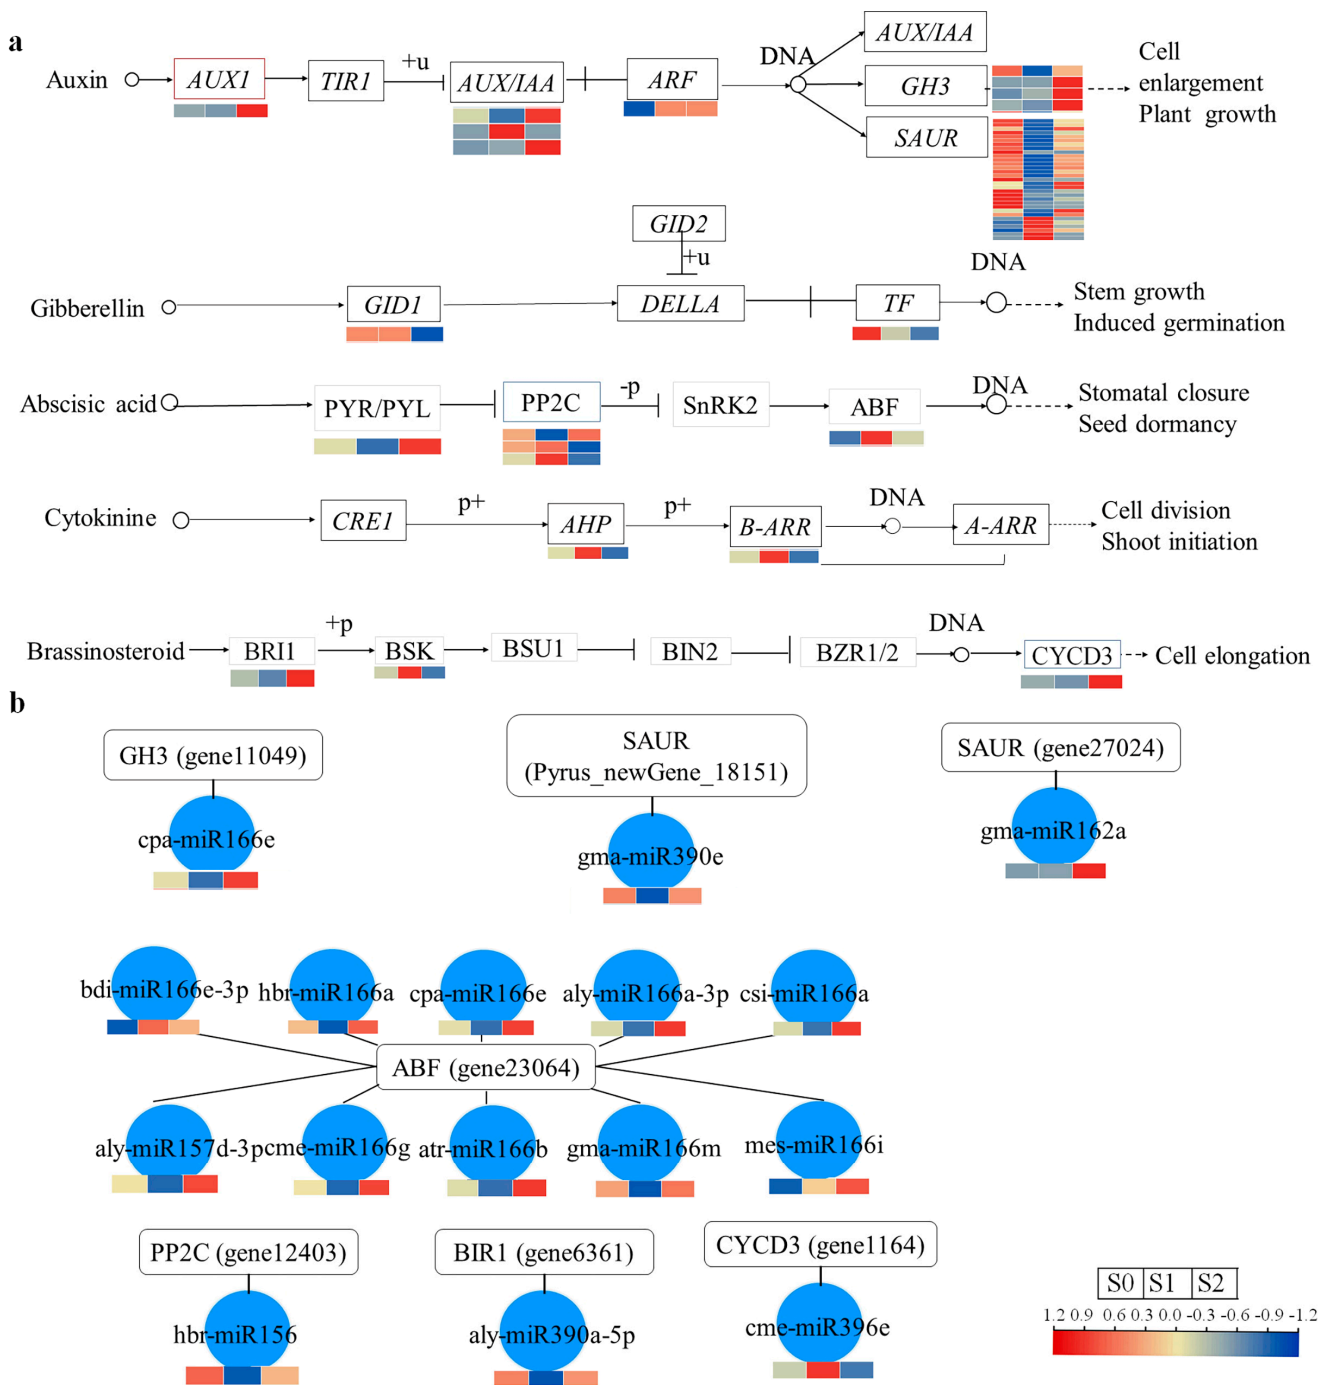 a
Auxin
AUX1
TIR1
+u
AUX/IAA
ARF
DNA
AUX/IAA
GH3
SAUR
Cell
enlargement
Plant growth
GID2
+u
Gibberellin
GID1
DELLA
TF
DNA
Stem growth
Induced germination
Abscisic acid
PYR/PYL
PP2C
-p
SnRK2
ABF
DNA
Stomatal closure
Seed dormancy
Cytokinine
CRE1
p+
AHP
p+
B-ARR
DNA
A-ARR
Cell division
Shoot initiation
Brassinosteroid
BRI1
+p
BSK
BSU1
BIN2
BZR1/2
DNA
CYCD3
Cell elongation
b
GH3 (gene11049)
cpa-miR166e
SAUR
(Pyrus_newGene_18151)
gma-miR390e
SAUR (gene27024)
gma-miR162a
bdi-miR166e-3p
hbr-miR166a
cpa-miR166e
aly-miR166a-3p
csi-miR166a
ABF (gene23064)
aly-miR157d-3p
cme-miR166g
atr-miR166b
gma-miR166m
mes-miR166i
PP2C (gene12403)
hbr-miR156
BIR1 (gene6361)
aly-miR390a-5p
CYCD3 (gene1164)
cme-miR396e
S0 S1 S2
1.2 0.9 0.6 0.3 0.0 -0.3 -0.6 -0.9 -1.2